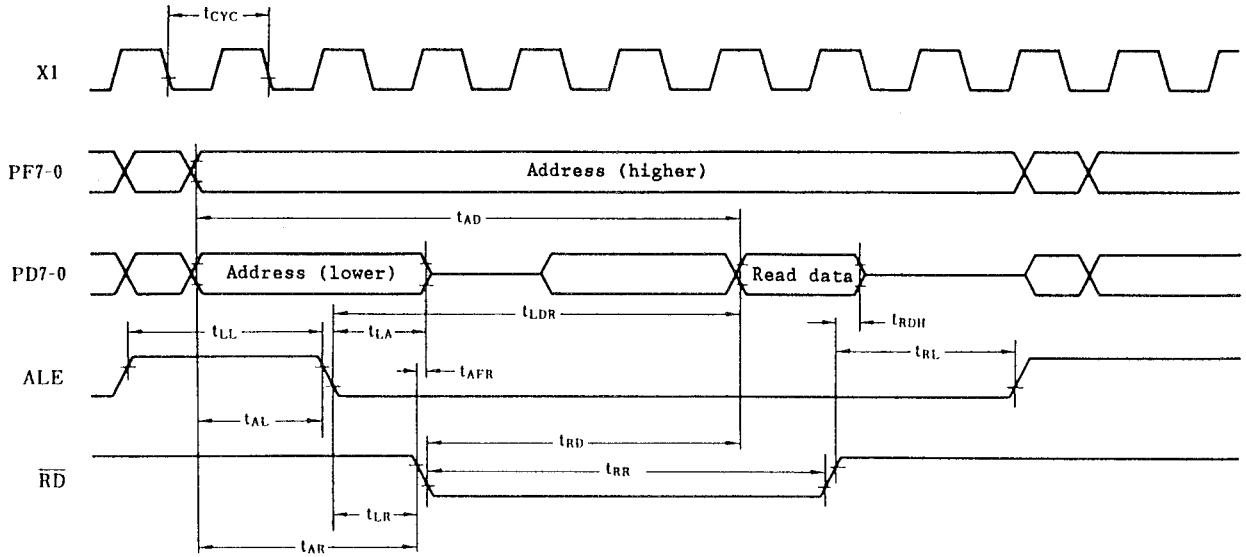 tCYC
X1
PF7-0
Address (higher)
tAD
PD7-0
Address (lower)
Read data
tLDR
tLL
tLA
tRDH
tRL
ALE
tAFR
tAL
tRD
RD
tRR
tLR
tAR